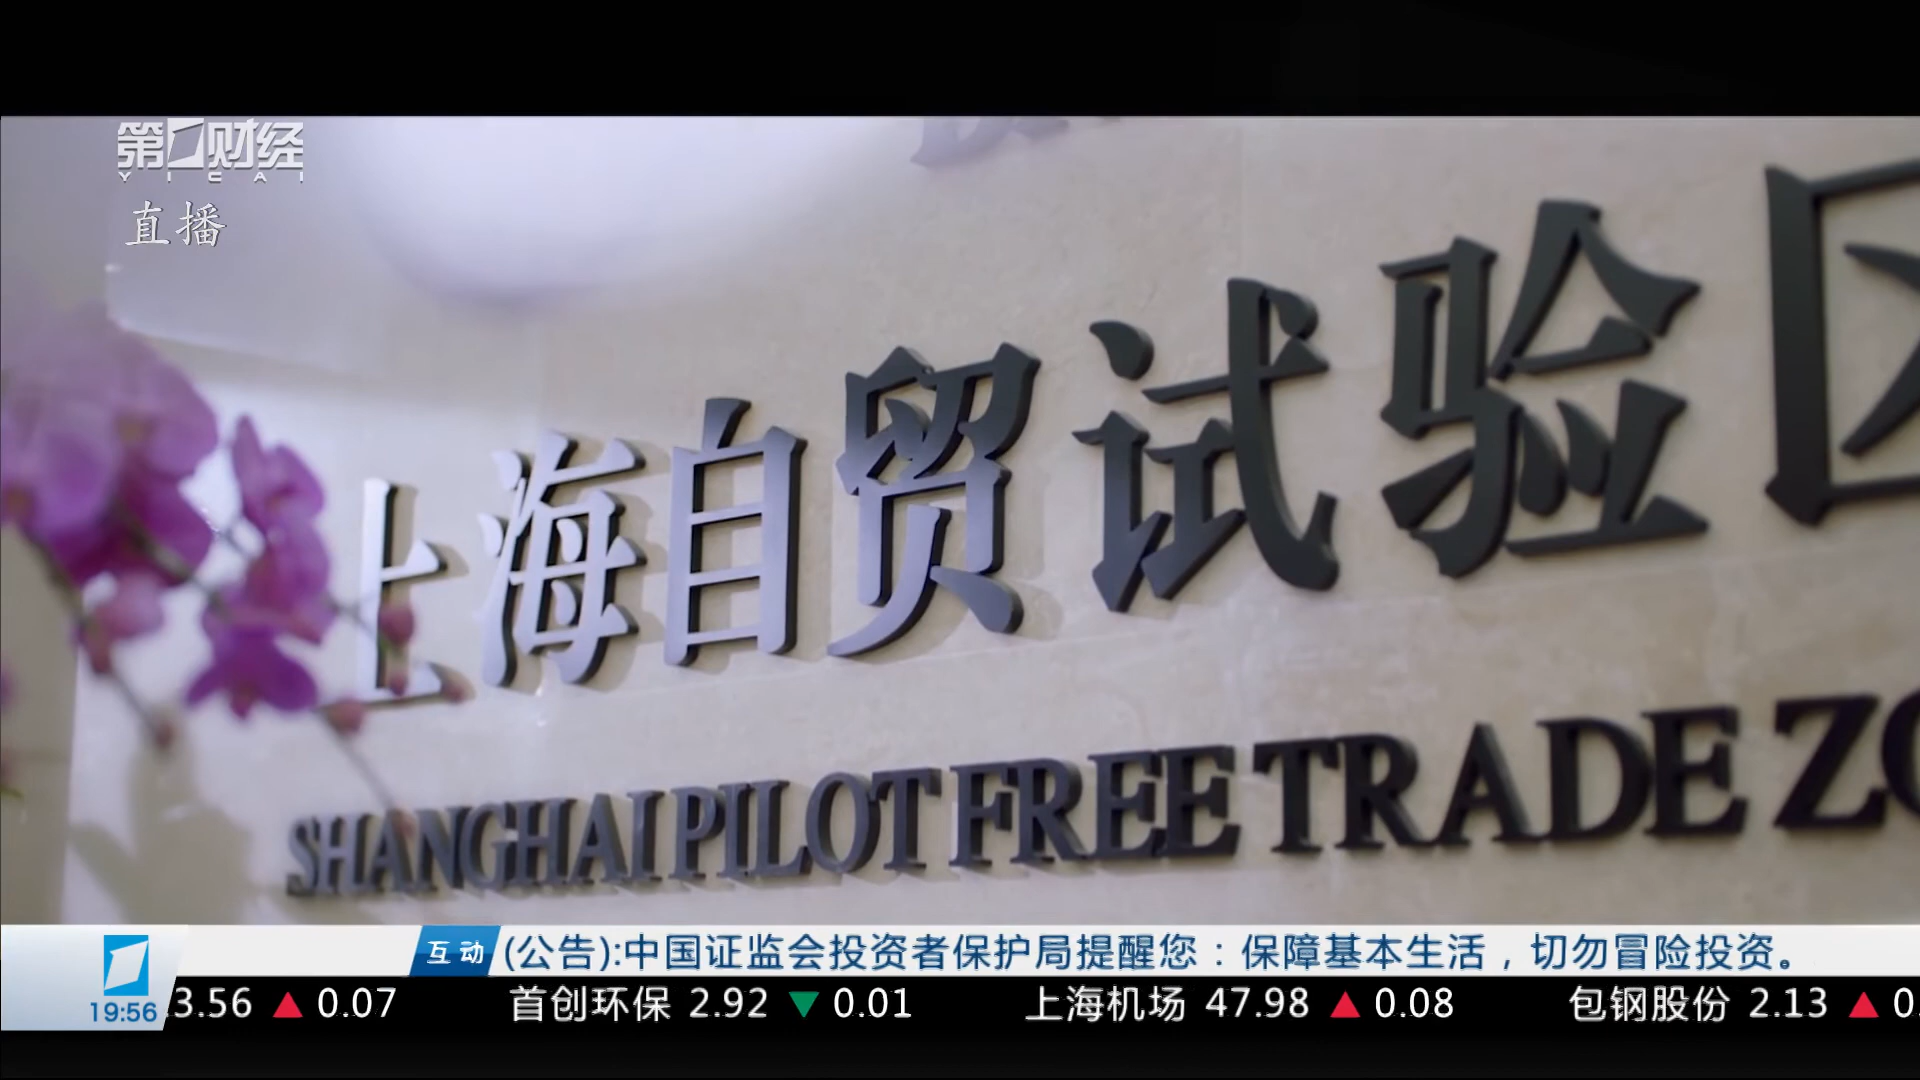 第一财经
YICAI
直播
上海自贸试验区
SHANGHAI PILOT FREE TRADE ZO
互动 (公告):中国证监会投资者保护局提醒您：保障基本生活，切勿冒险投资。
19:56 3.56 ▲ 0.07 首创环保 2.92 ▼ 0.01 上海机场 47.98 ▲ 0.08 包钢股份 2.13 ▲ 0